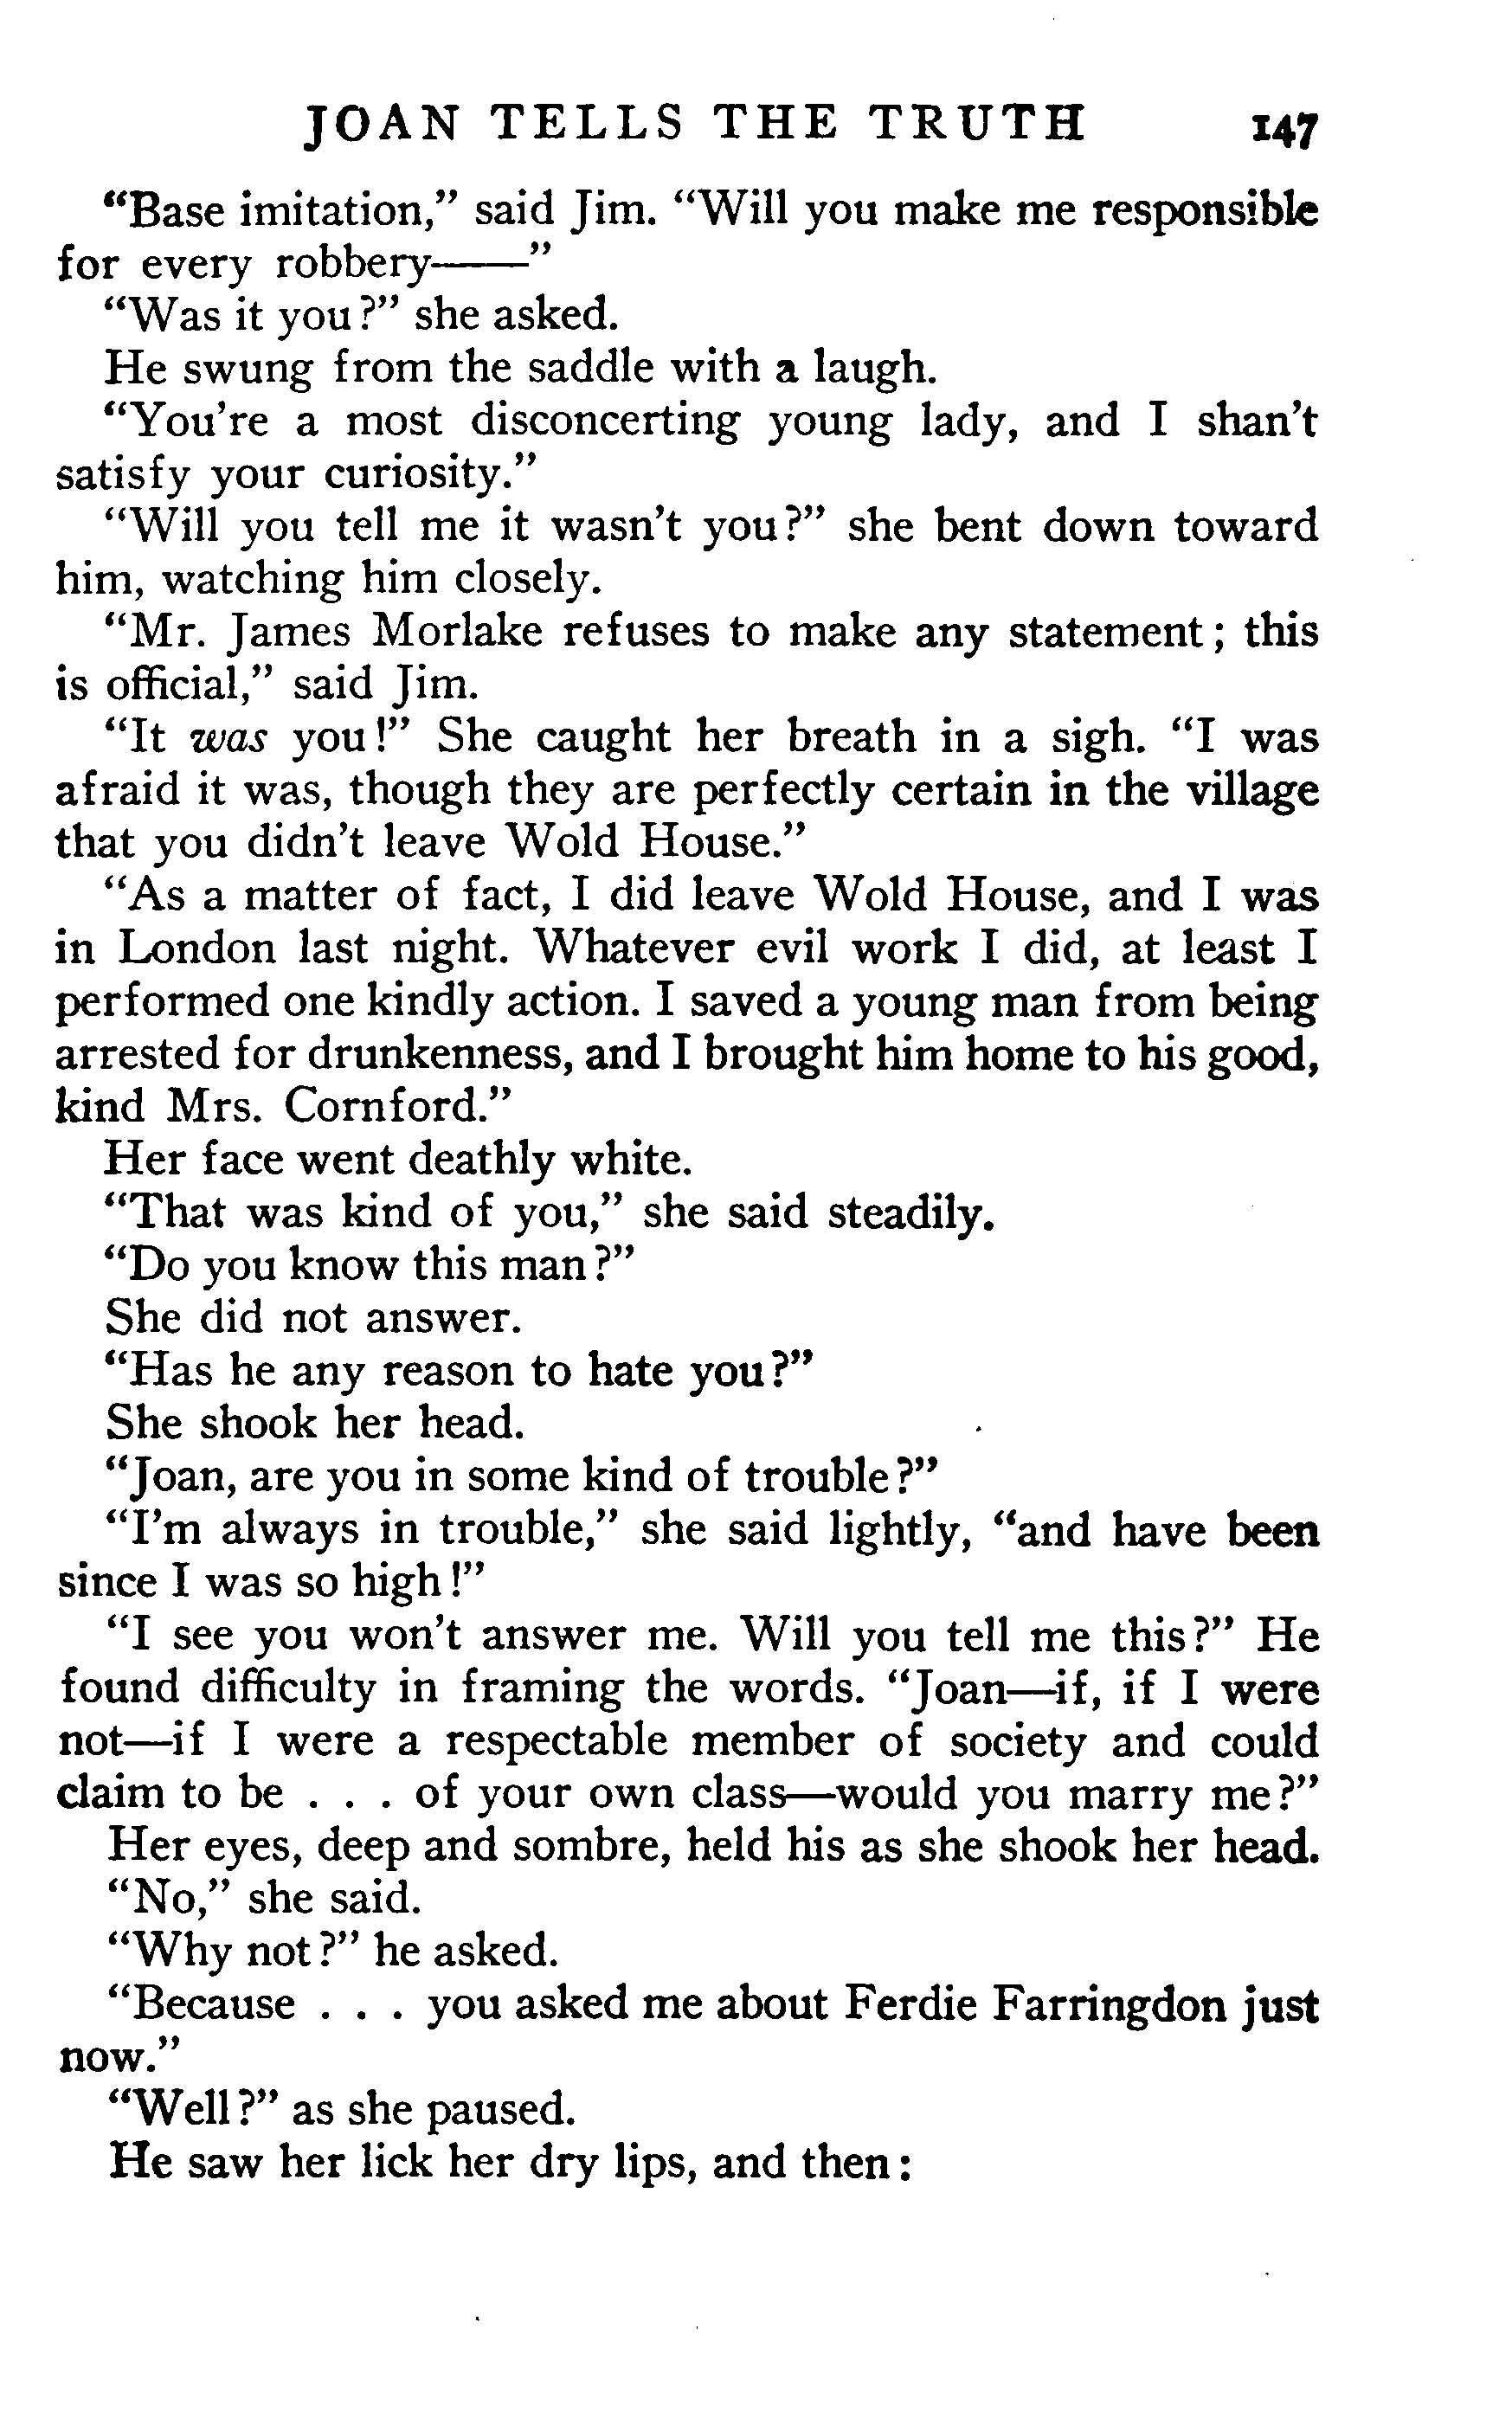 JOAN TELLS THE TRUTH 147
“Base imitation,” said Jim. “Will you make me responsible
for every robbery——”
“Was it you?” she asked.
He swung from the saddle with a laugh.
“You're a most disconcerting young lady, and I shan't
satisfy your curiosity.”
“Will you tell me it wasn't you?” she bent down toward
him, watching him closely.
“Mr. James Morlake refuses to make any statement; this
is official,” said Jim.
“It was you!” She caught her breath in a sigh. “I was
afraid it was, though they are perfectly certain in the village
that you didn't leave Wold House.”
“As a matter of fact, I did leave Wold House, and I was
in London last night. Whatever evil work I did, at least I
performed one kindly action. I saved a young man from being
arrested for drunkenness, and I brought him home to his good,
kind Mrs. Cornford.”
Her face went deathly white.
“That was kind of you,” she said steadily.
“Do you know this man?”
She did not answer.
“Has he any reason to hate you?”
She shook her head.
“Joan, are you in some kind of trouble?”
“I'm always in trouble,” she said lightly, “and have been
since I was so high!”
“I see you won't answer me. Will you tell me this?” He
found difficulty in framing the words. “Joan—if, if I were
not—if I were a respectable member of society and could
claim to be . . . of your own class—would you marry me?”
Her eyes, deep and sombre, held his as she shook her head.
“No,” she said.
“Why not?” he asked.
“Because . . . you asked me about Ferdie Farringdon just
now.”
“Well?” as she paused.
He saw her lick her dry lips, and then: